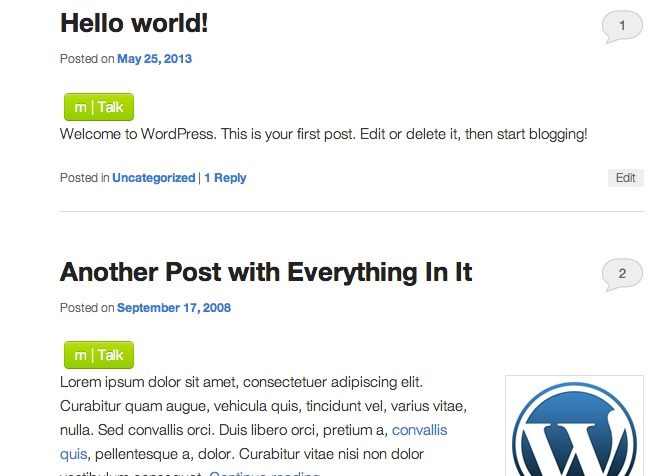 Hello world!
1
Posted on May 25, 2013
m | Talk
Welcome to WordPress. This is your first post. Edit or delete it, then start blogging!
Posted in Uncategorized | 1 Reply
Edit
Another Post with Everything In It
2
Posted on September 17, 2008
m | Talk
Lorem ipsum dolor sit amet, consectetuer adipiscing elit.
Curabitur quam augue, vehicula quis, tincidunt vel, varius vitae,
nulla. Sed convallis orci. Duis libero orci, pretium a, convallis
quis, pellentesque a, dolor. Curabitur vitae nisi non dolor
vestibulum consequat. Continue reading
W